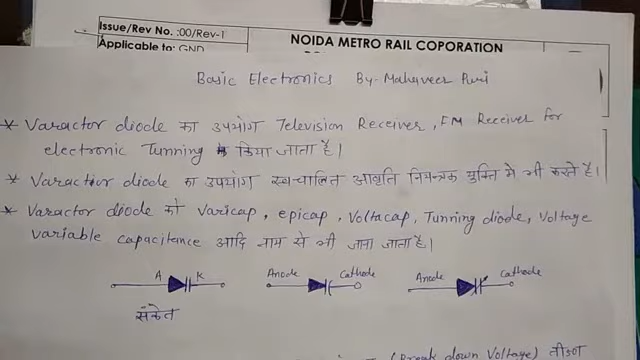 Issue/Rev No. :00/Rev-1
Applicable to: GND
NOIDA METRO RAIL COPORATION
Basic Electronics By- Mahaveer Puri
* Varactor diode का उपयोग Television Receiver, FM Receiver for
electronic Tunning किया जाता है।
* Varactor diode का उपयोग स्वचालित आवृति नियन्त्रक युक्ति मे भी करते है।
* Varactor diode को Varicap, epicap, Voltacap, Tunning diode, Voltage
variable capacitance आदि नाम से भी जाना जाता है।
A K Anode Cathode Anode Cathode
संकेत
(Break down Voltage) तीक्ष्ण